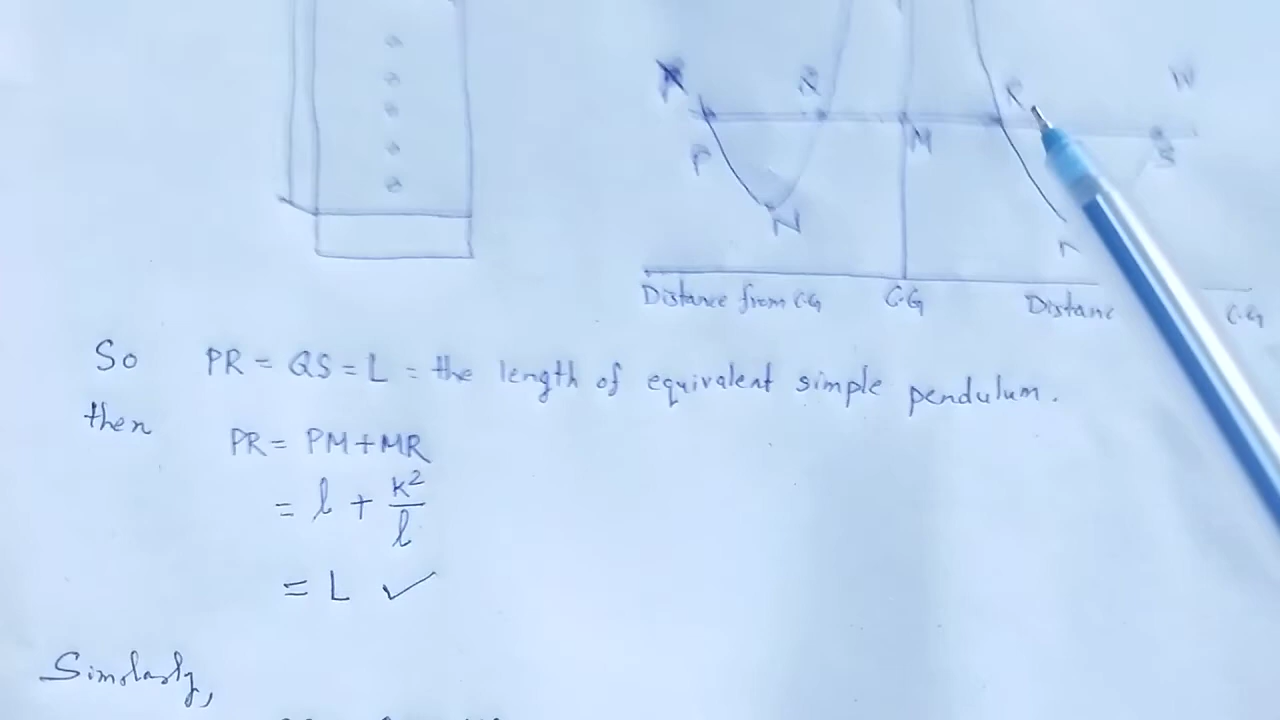 R
W
P
M
S
N
Distance from C.G
C.G
Distanc
C.G
So PR = QS = L = the length of equivalent simple pendulum.
then
PR = PM + MR
= l + k²/l
= L ✓
Similarly,